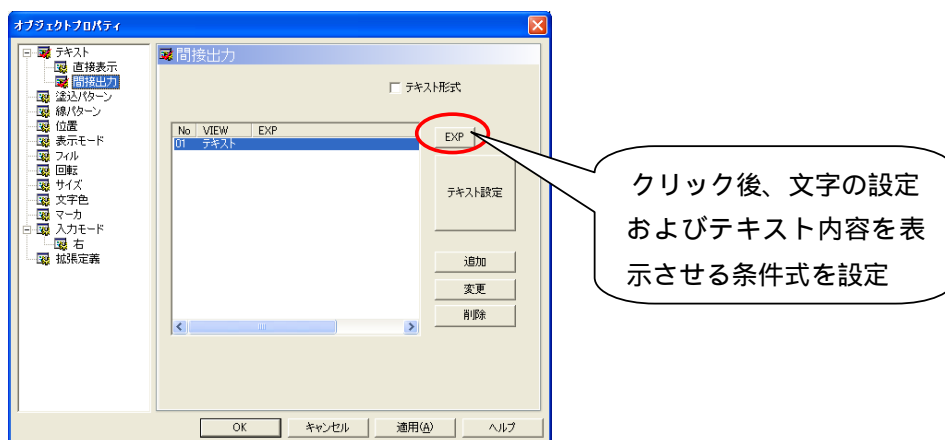 オブジェクトプロパティ
テキスト
直接表示
間接出力
塗込パターン
線パターン
位置
表示モード
フィル
回転
サイズ
文字色
マーカ
入力モード
右
拡張定義
間接出力
テキスト形式
No VIEW EXP
01 テキスト
EXP
テキスト設定
追加
変更
削除
OK キャンセル 適用(A) ヘルプ
クリック後、文字の設定
およびテキスト内容を表
示させる条件式を設定